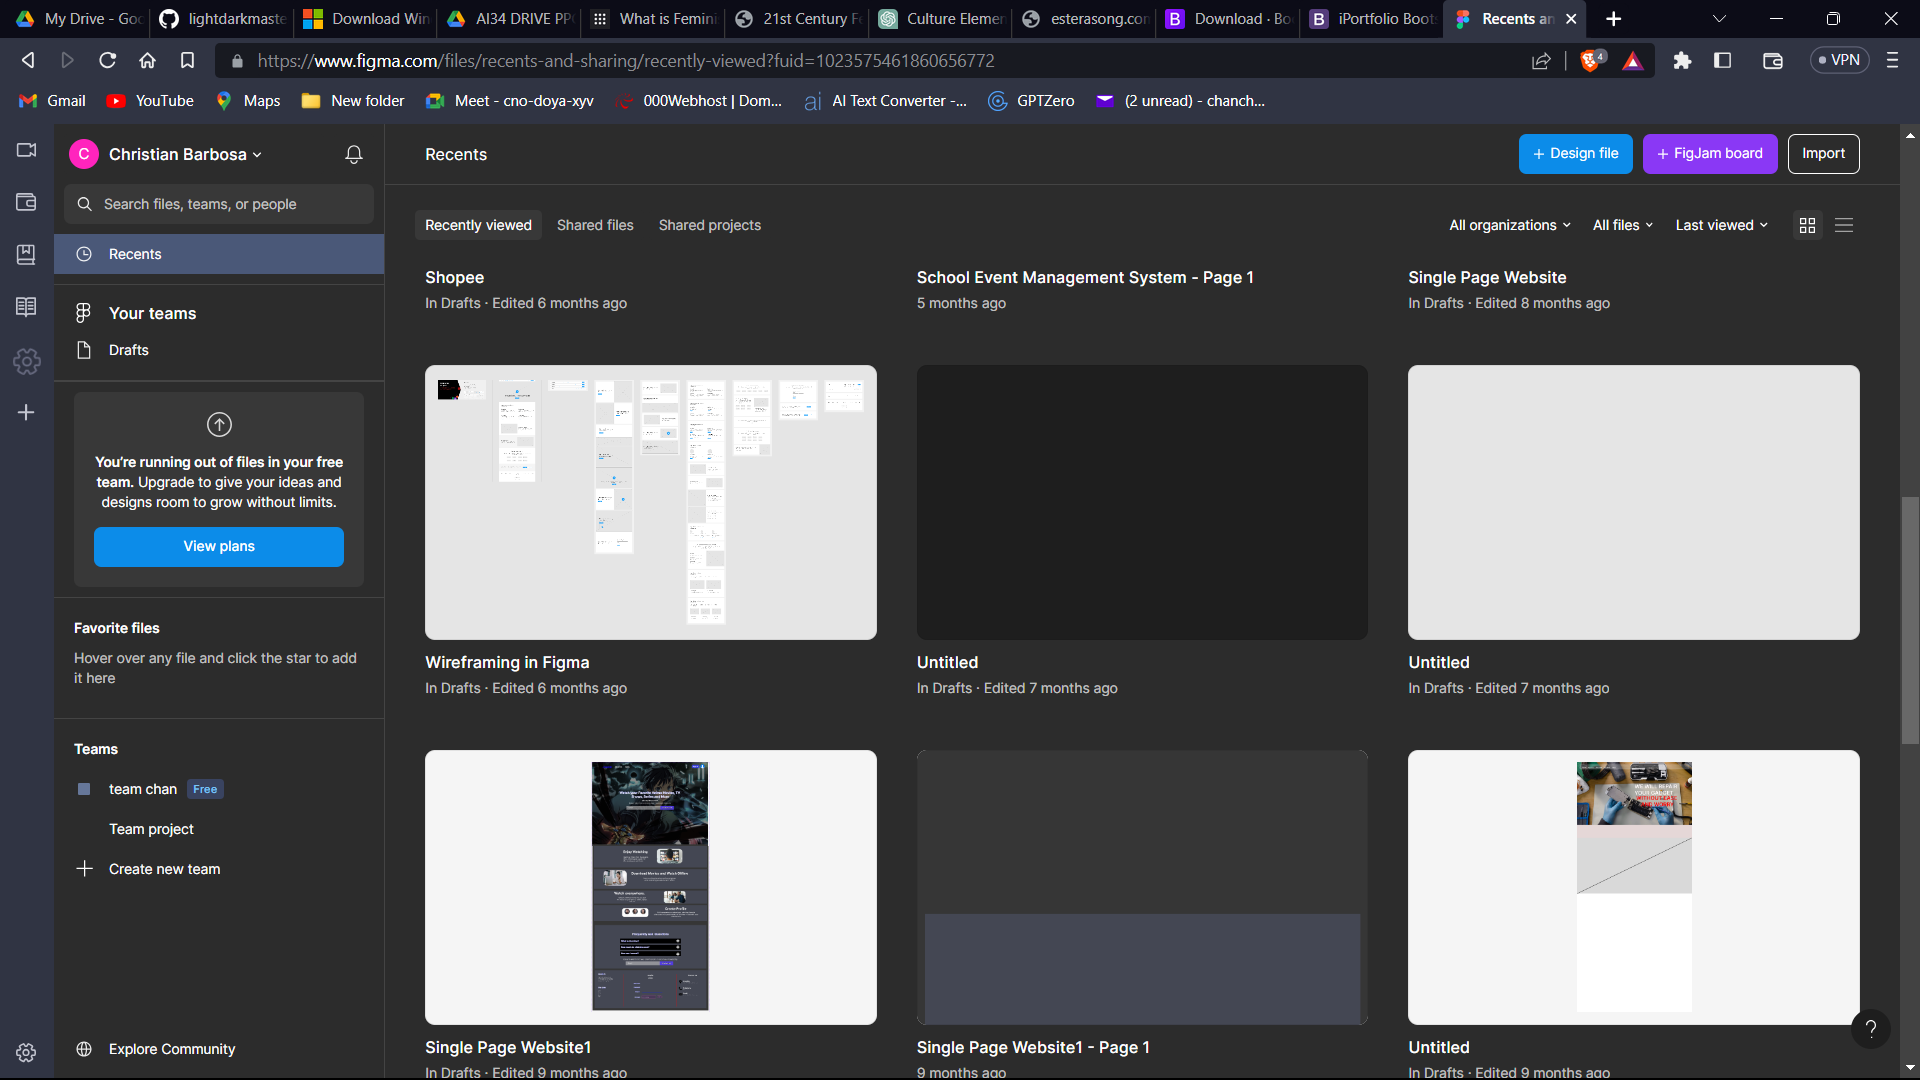 My Drive - Goo
lightdarkmaste
Download Win
AI34 DRIVE PP
What is Femini
21st Century F
Culture Elemen
esterasong.con
Download · Bo
iPortfolio Boots
Recents an
https://www.figma.com/files/recents-and-sharing/recently-viewed?fuid=1023575461860656772
4
VPN
Gmail
YouTube
Maps
New folder
Meet - cno-doya-xyv
000Webhost | Dom...
AI Text Converter -...
GPTZero
(2 unread) - chanch...
C
Christian Barbosa
Recents
+ Design file
+ FigJam board
Import
Search files, teams, or people
Recently viewed
Shared files
Shared projects
All organizations
All files
Last viewed
Recents
Your teams
Drafts
You're running out of files in your free
team. Upgrade to give your ideas and
designs room to grow without limits.
View plans
Favorite files
Hover over any file and click the star to add
it here
Teams
team chan Free
Team project
Create new team
Explore Community
Shopee
In Drafts · Edited 6 months ago
School Event Management System - Page 1
5 months ago
Single Page Website
In Drafts · Edited 8 months ago
Wireframing in Figma
In Drafts · Edited 6 months ago
Untitled
In Drafts · Edited 7 months ago
Untitled
In Drafts · Edited 7 months ago
WE WILL REPAIR
YOUR GADGET
Single Page Website1
In Drafts · Edited 9 months ago
Single Page Website1 - Page 1
9 months ago
Untitled
In Drafts · Edited 9 months ago
?